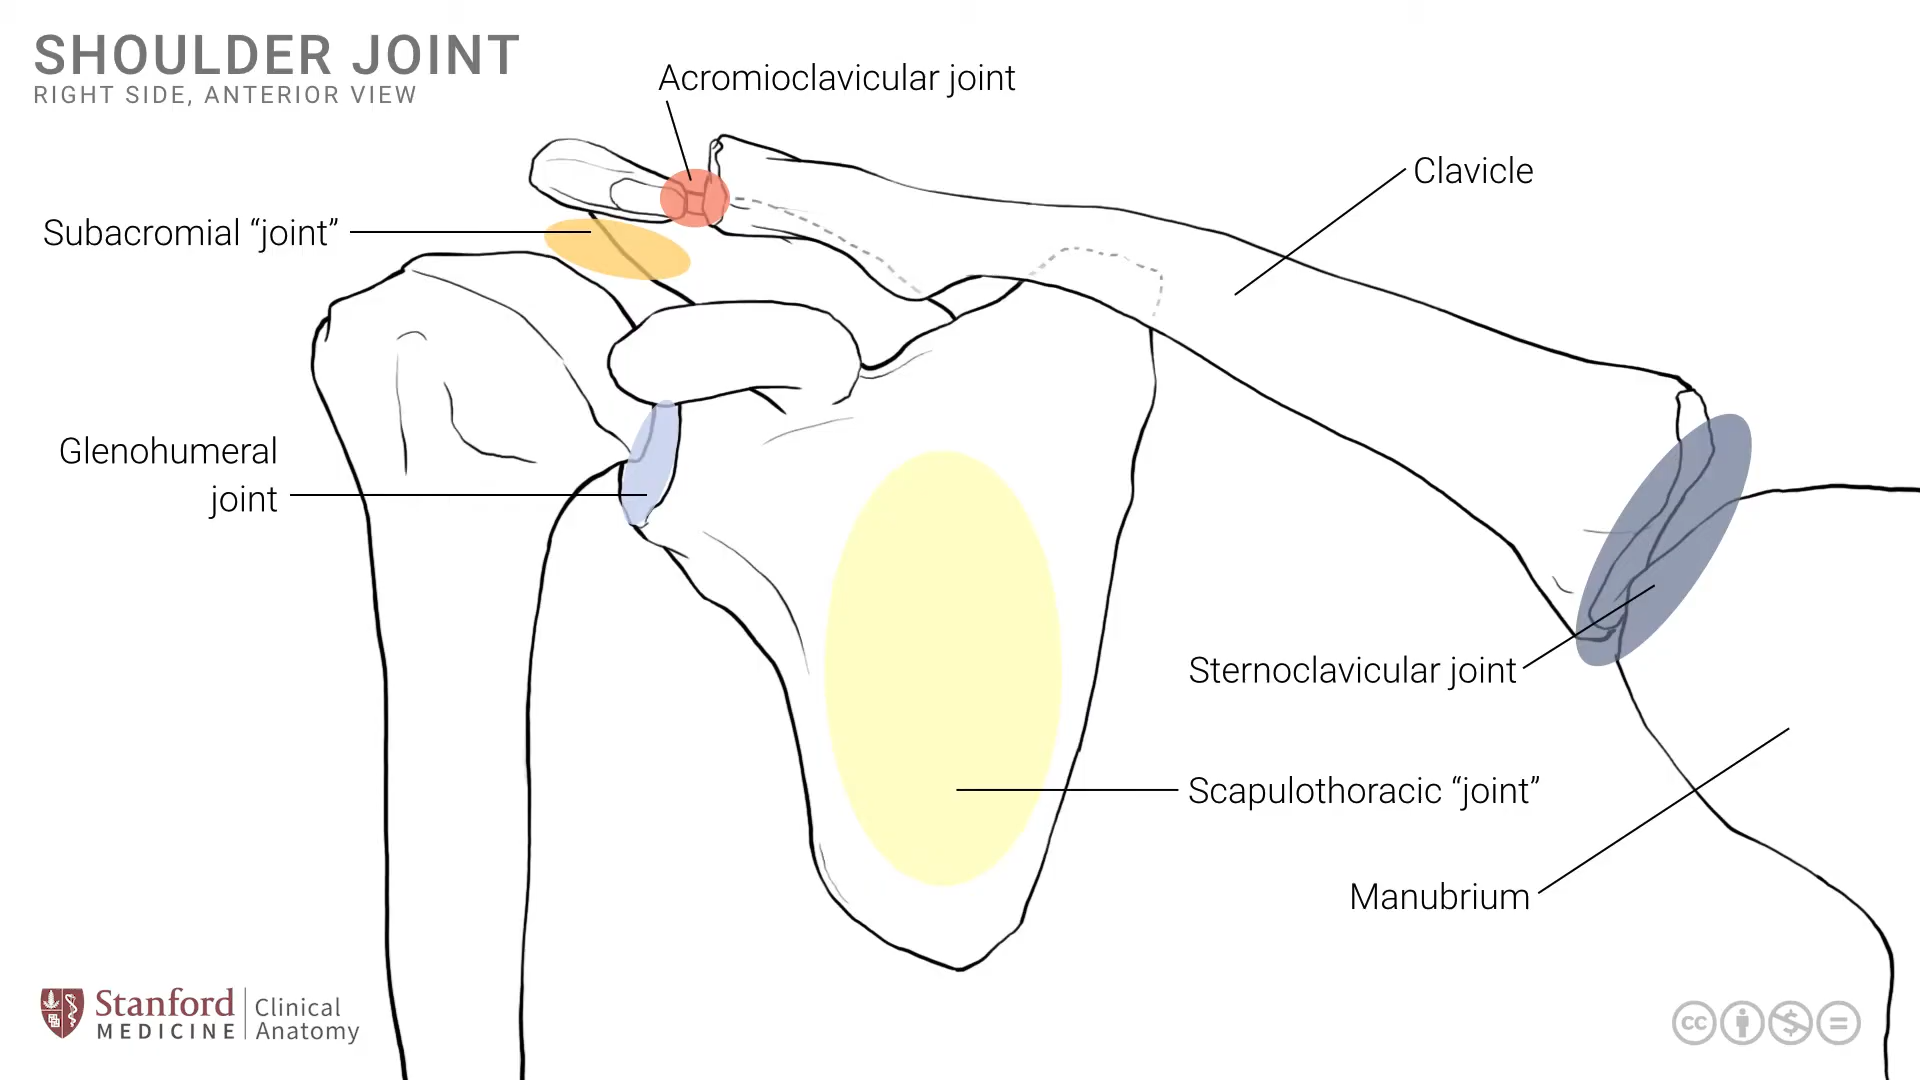 SHOULDER JOINT
RIGHT SIDE, ANTERIOR VIEW
Acromioclavicular joint
Clavicle
Subacromial “joint”
Glenohumeral
joint
Sternoclavicular joint
Scapulothoracic “joint”
Manubrium
Stanford
MEDICINE
Clinical
Anatomy
cc